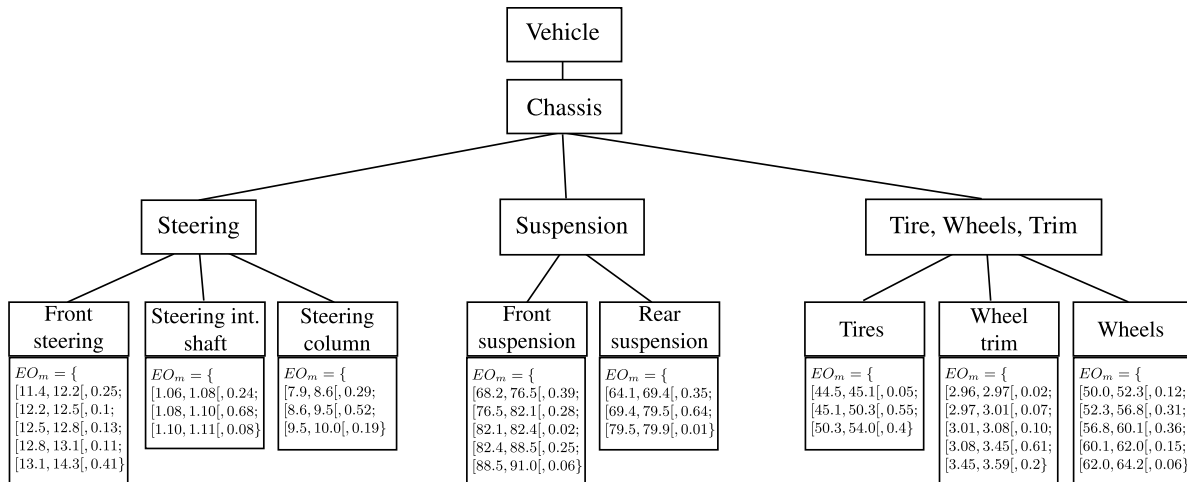 Vehicle
Chassis
Steering
Suspension
Tire, Wheels, Trim
Front
steering
Steering int.
shaft
Steering
column
Front
suspension
Rear
suspension
Tires
Wheel
trim
Wheels
EO_m = {
[11.4, 12.2[, 0.25;
[12.2, 12.5[, 0.1;
[12.5, 12.8[, 0.13;
[12.8, 13.1[, 0.11;
[13.1, 14.3[, 0.41}
EO_m = {
[1.06, 1.08[, 0.24;
[1.08, 1.10[, 0.68;
[1.10, 1.11[, 0.08}
EO_m = {
[7.9, 8.6[, 0.29;
[8.6, 9.5[, 0.52;
[9.5, 10.0[, 0.19}
EO_m = {
[68.2, 76.5[, 0.39;
[76.5, 82.1[, 0.28;
[82.1, 82.4[, 0.02;
[82.4, 88.5[, 0.25;
[88.5, 91.0[, 0.06}
EO_m = {
[64.1, 69.4[, 0.35;
[69.4, 79.5[, 0.64;
[79.5, 79.9[, 0.01}
EO_m = {
[44.5, 45.1[, 0.05;
[45.1, 50.3[, 0.55;
[50.3, 54.0[, 0.4}
EO_m = {
[2.96, 2.97[, 0.02;
[2.97, 3.01[, 0.07;
[3.01, 3.08[, 0.10;
[3.08, 3.45[, 0.61;
[3.45, 3.59[, 0.2}
EO_m = {
[50.0, 52.3[, 0.12;
[52.3, 56.8[, 0.31;
[56.8, 60.1[, 0.36;
[60.1, 62.0[, 0.15;
[62.0, 64.2[, 0.06}